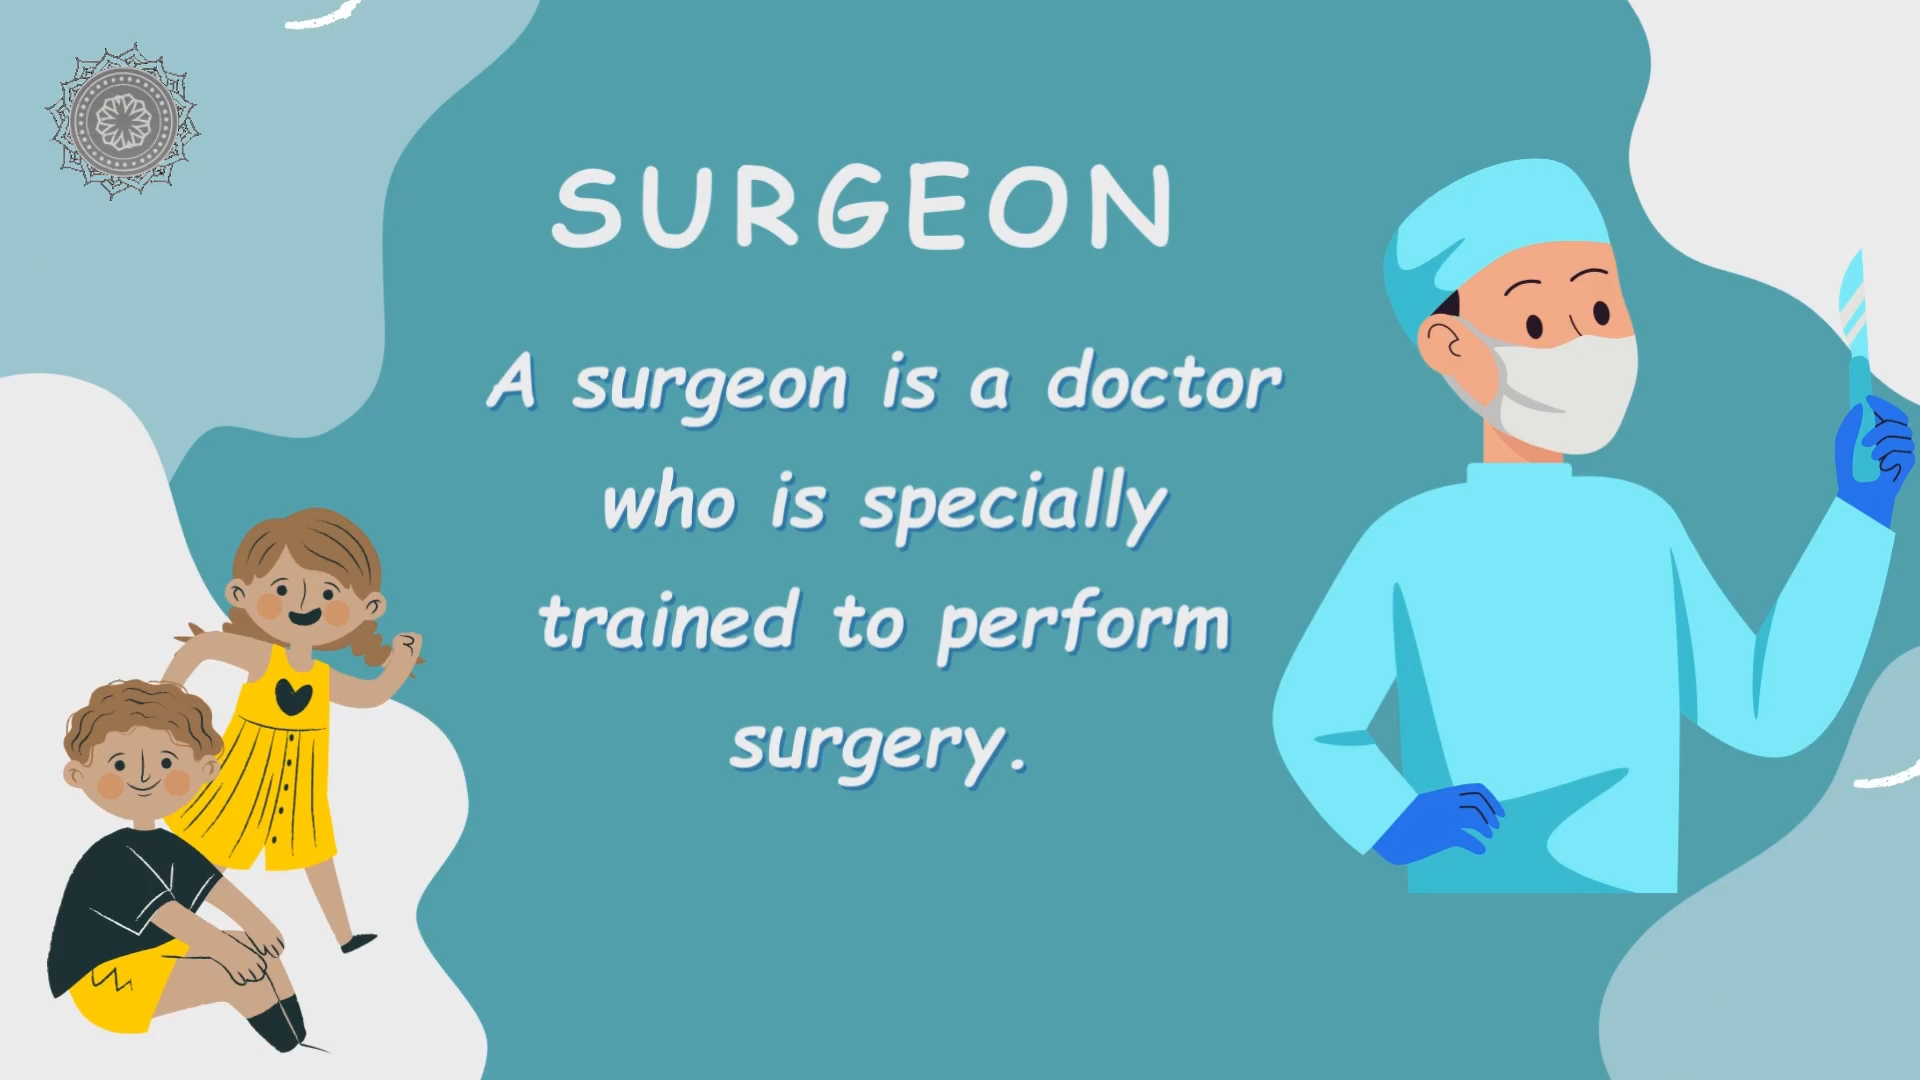 SURGEON
A surgeon is a doctor
who is specially
trained to perform
surgery.